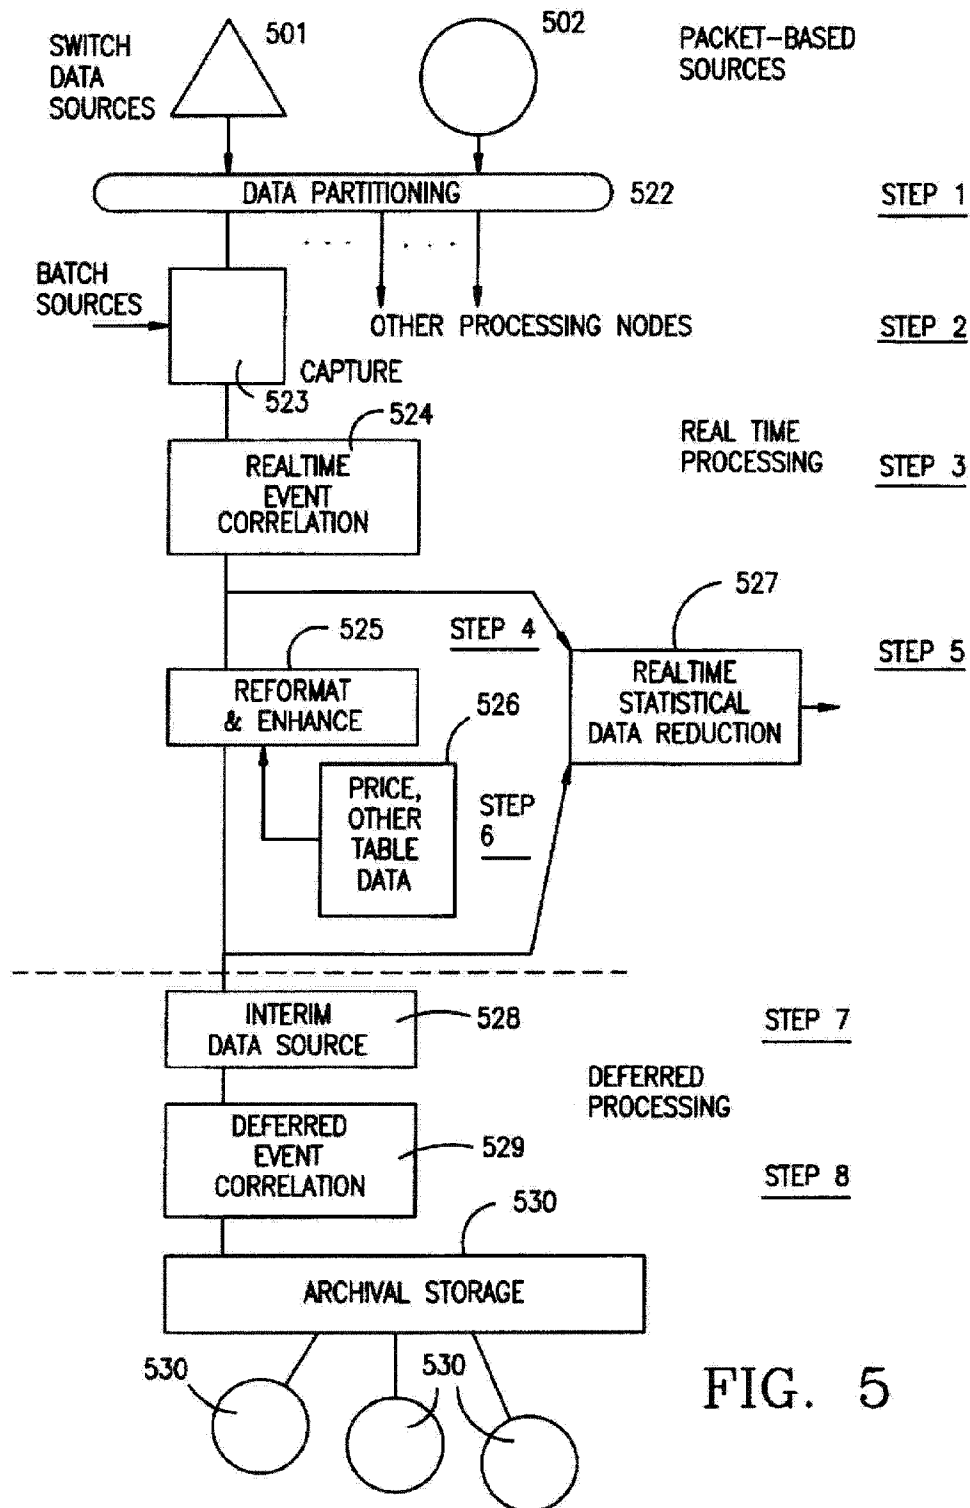 SWITCH
DATA
SOURCES
501
502
PACKET-BASED
SOURCES
DATA PARTITIONING
522
STEP 1
BATCH
SOURCES
OTHER PROCESSING NODES
STEP 2
CAPTURE
523
524
REALTIME
EVENT
CORRELATION
REAL TIME
PROCESSING
STEP 3
527
525
STEP 4
STEP 5
REFORMAT
& ENHANCE
526
REALTIME
STATISTICAL
DATA REDUCTION
PRICE,
OTHER
TABLE
DATA
STEP
6
INTERIM
DATA SOURCE
528
STEP 7
DEFERRED
PROCESSING
DEFERRED
EVENT
CORRELATION
529
STEP 8
530
ARCHIVAL STORAGE
530
530
FIG. 5